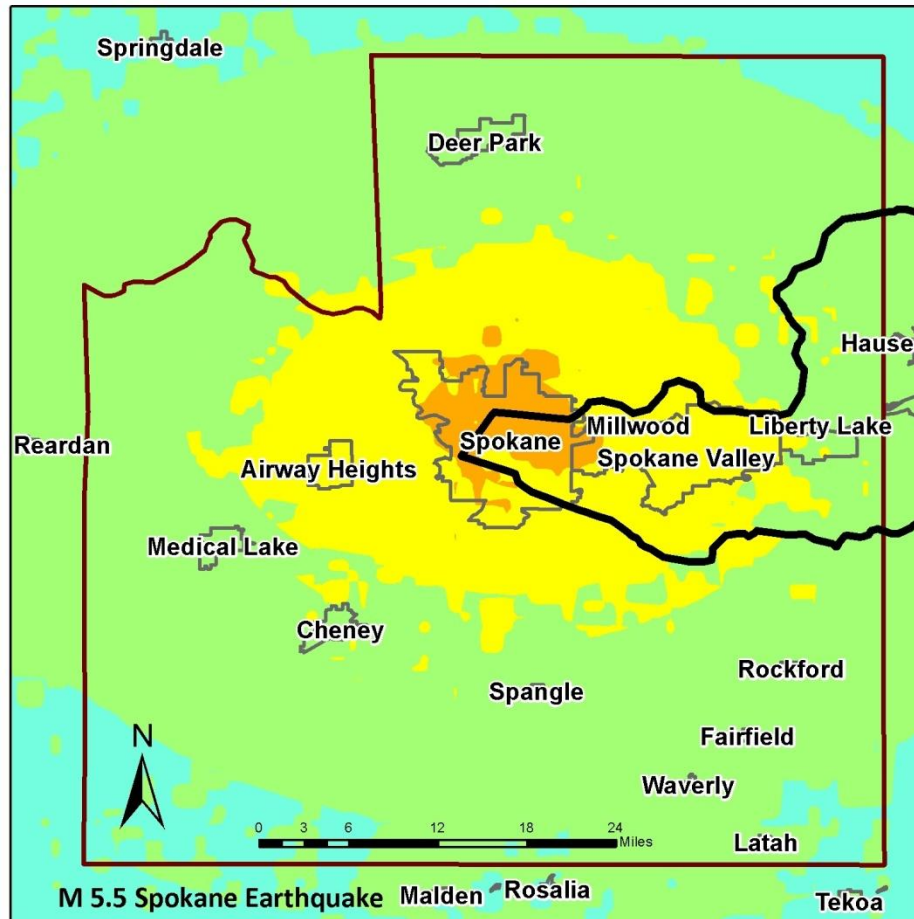 Springdale
Deer Park
Hause
Reardan
Millwood
Liberty Lake
Spokane
Spokane Valley
Airway Heights
Medical Lake
Cheney
Rockford
Spangle
N
Fairfield
Waverly
0 3 6 12 18 24
Miles
Latah
M 5.5 Spokane Earthquake
Malden
Rosalia
Tekoa